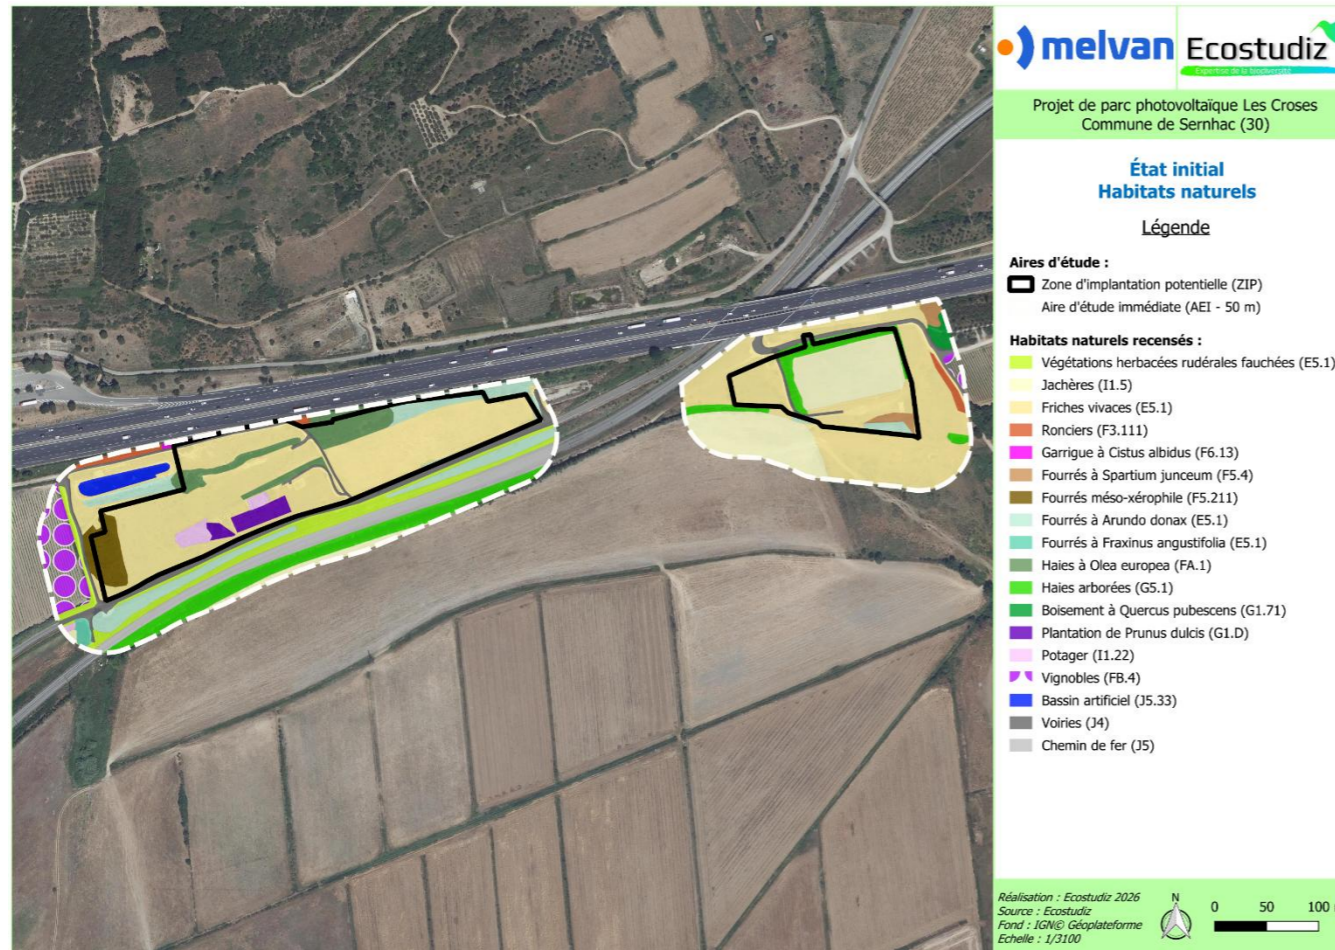 melvan
Ecostudiz
Expertise de la biodiversité
Projet de parc photovoltaïque Les Croses
Commune de Sernhac (30)
État initial
Habitats naturels
Légende
Aires d'étude :
Zone d'implantation potentielle (ZIP)
Aire d'étude immédiate (AEI - 50 m)
Habitats naturels recensés :
Végétations herbacées rudérales fauchées (E5.1)
Jachères (I1.5)
Friches vivaces (E5.1)
Ronciers (F3.111)
Garrigue à Cistus albidus (F6.13)
Fourrés à Spartium junceum (F5.4)
Fourrés méso-xérophile (F5.211)
Fourrés à Arundo donax (E5.1)
Fourrés à Fraxinus angustifolia (E5.1)
Haies à Olea europea (FA.1)
Haies arborées (G5.1)
Boisement à Quercus pubescens (G1.71)
Plantation de Prunus dulcis (G1.D)
Potager (I1.22)
Vignobles (FB.4)
Bassin artificiel (J5.33)
Voiries (J4)
Chemin de fer (J5)
Réalisation : Ecostudiz 2026
Source : Ecostudiz
Fond : IGN© Géoplateforme
Echelle : 1/3100
N
0 50 100